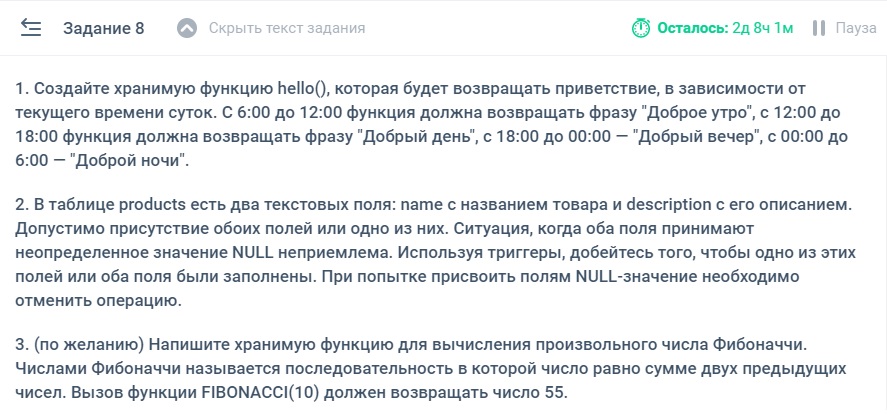 Задание 8
Скрыть текст задания
Осталось: 2д 8ч 1м
Пауза
1. Создайте хранимую функцию hello(), которая будет возвращать приветствие, в зависимости от
текущего времени суток. С 6:00 до 12:00 функция должна возвращать фразу "Доброе утро", с 12:00 до
18:00 функция должна возвращать фразу "Добрый день", с 18:00 до 00:00 — "Добрый вечер", с 00:00 до
6:00 — "Доброй ночи".
2. В таблице products есть два текстовых поля: name с названием товара и description с его описанием.
Допустимо присутствие обоих полей или одно из них. Ситуация, когда оба поля принимают
неопределенное значение NULL неприемлема. Используя триггеры, добейтесь того, чтобы одно из этих
полей или оба поля были заполнены. При попытке присвоить полям NULL-значение необходимо
отменить операцию.
3. (по желанию) Напишите хранимую функцию для вычисления произвольного числа Фибоначчи.
Числами Фибоначчи называется последовательность в которой число равно сумме двух предыдущих
чисел. Вызов функции FIBONACCI(10) должен возвращать число 55.